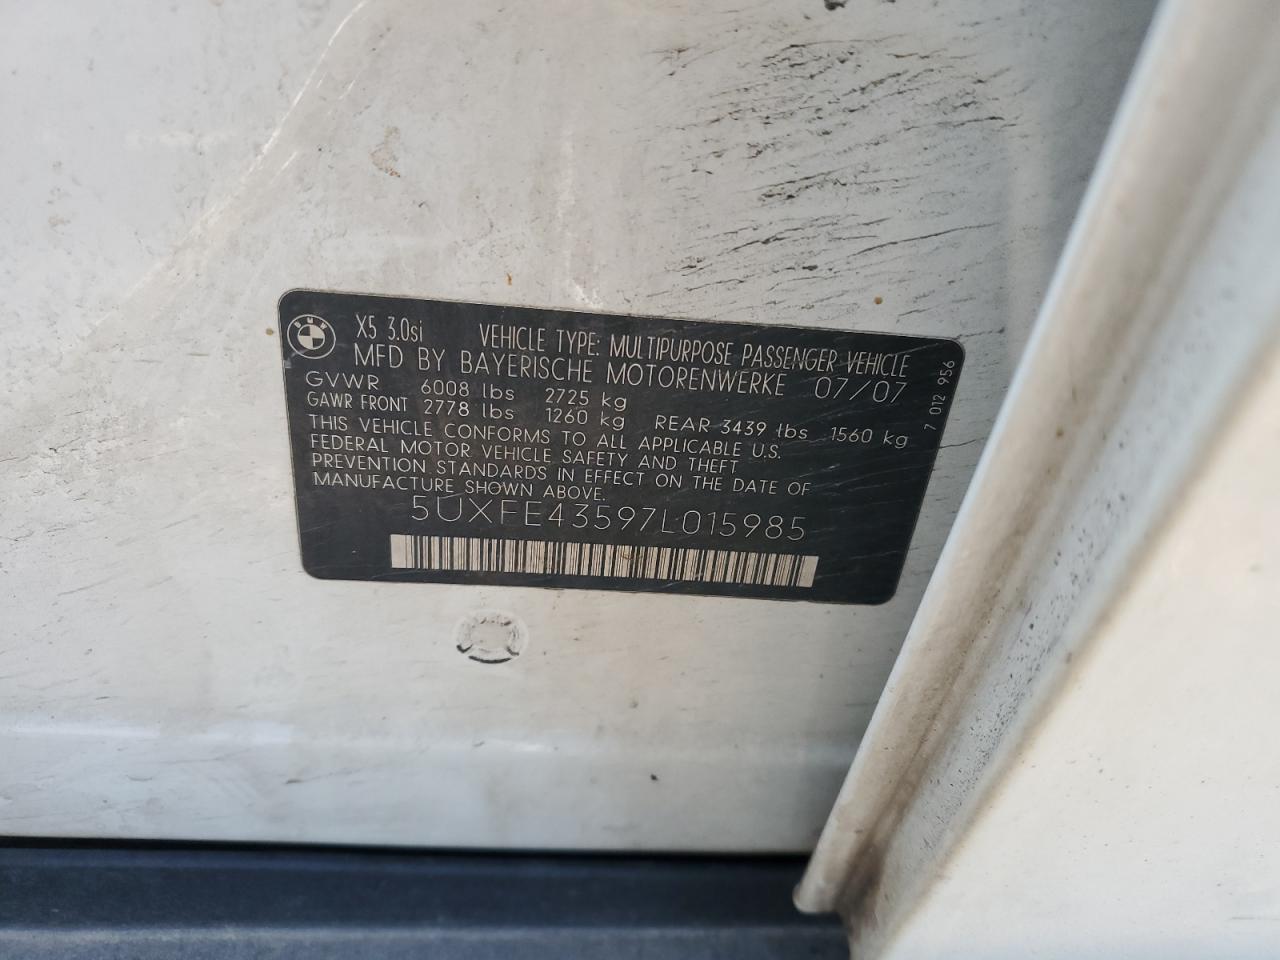 X5 3.0si VEHICLE TYPE: MULTIPURPOSE PASSENGER VEHICLE
MFD BY BAYERISCHE MOTORENWERKE 07/07
GVWR 6008 lbs 2725 kg
GAWR FRONT 2778 lbs 1260 kg REAR 3439 lbs 1560 kg
THIS VEHICLE CONFORMS TO ALL APPLICABLE U.S.
FEDERAL MOTOR VEHICLE SAFETY AND THEFT
PREVENTION STANDARDS IN EFFECT ON THE DATE OF
MANUFACTURE SHOWN ABOVE.
5UXFE43597L015985
7 012 956